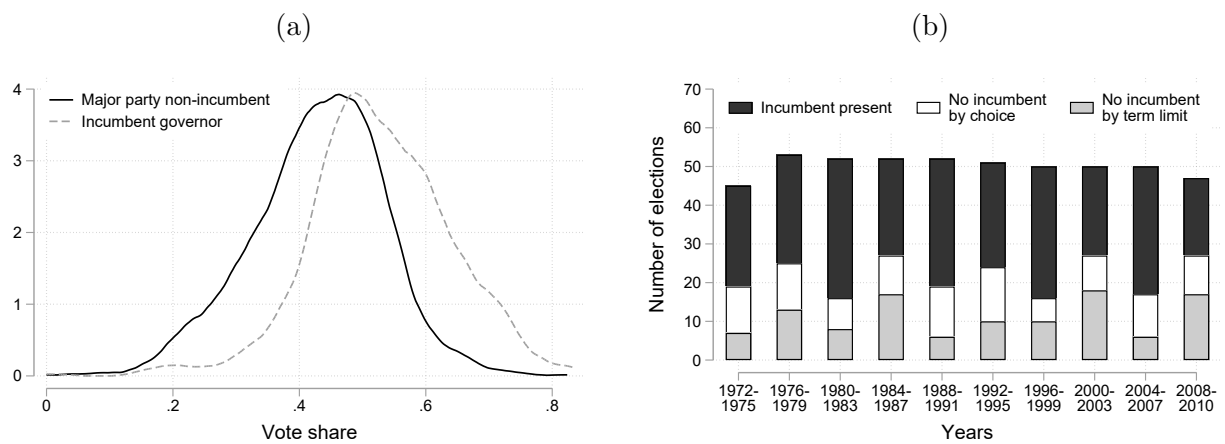 (a)
4
3
2
1
0
Major party non-incumbent
Incumbent governor
0 .2 .4 .6 .8
Vote share
(b)
Number of elections
70
60
50
40
30
20
10
0
Incumbent present
No incumbent
by choice
No incumbent
by term limit
1972- 1976- 1980- 1984- 1988- 1992- 1996- 2000- 2004- 2008-
1975 1979 1983 1987 1991 1995 1999 2003 2007 2010
Years